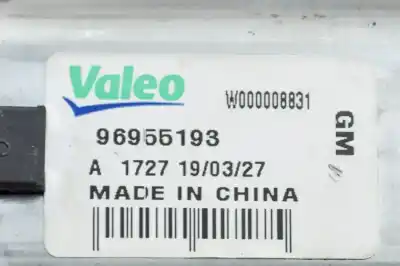 Valeo
W000008831
GM
96955193
A 1727 19/03/27
MADE IN CHINA